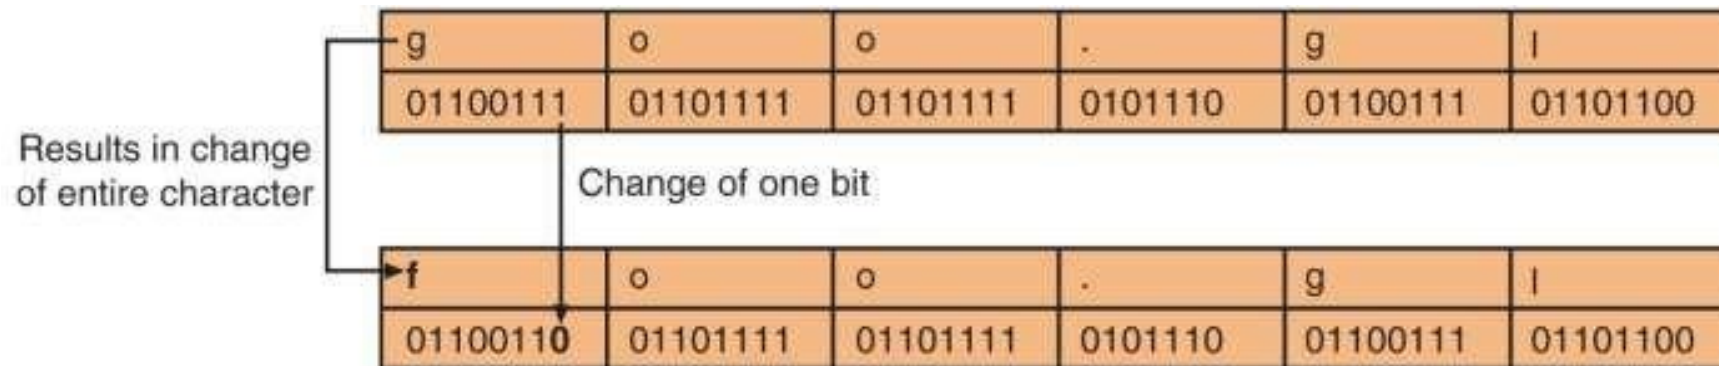 g o o . g l
01100111 01101111 01101111 0101110 01100111 01101100
Results in change
of entire character
Change of one bit
f o o . g l
01100110 01101111 01101111 0101110 01100111 01101100